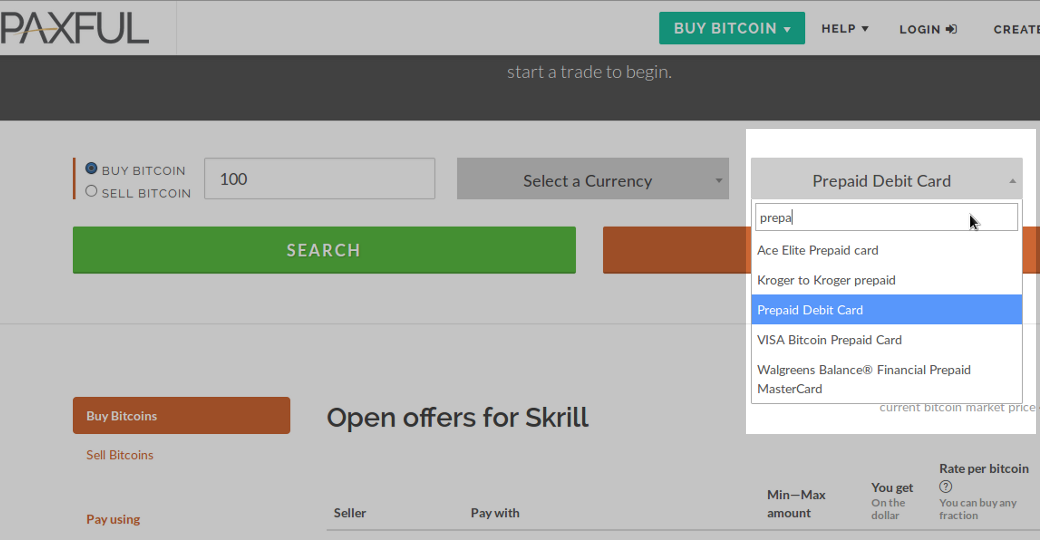 PAXFUL
BUY BITCOIN
HELP
LOGIN
CREATE
start a trade to begin.
BUY BITCOIN
SELL BITCOIN
100
Select a Currency
Prepaid Debit Card
prepa
SEARCH
Ace Elite Prepaid card
Kroger to Kroger prepaid
Prepaid Debit Card
VISA Bitcoin Prepaid Card
Walgreens Balance® Financial Prepaid
MasterCard
current bitcoin market price
Buy Bitcoins
Sell Bitcoins
Pay using
Open offers for Skrill
Seller
Pay with
Min—Max
amount
You get
On the
dollar
Rate per bitcoin
?
You can buy any
fraction